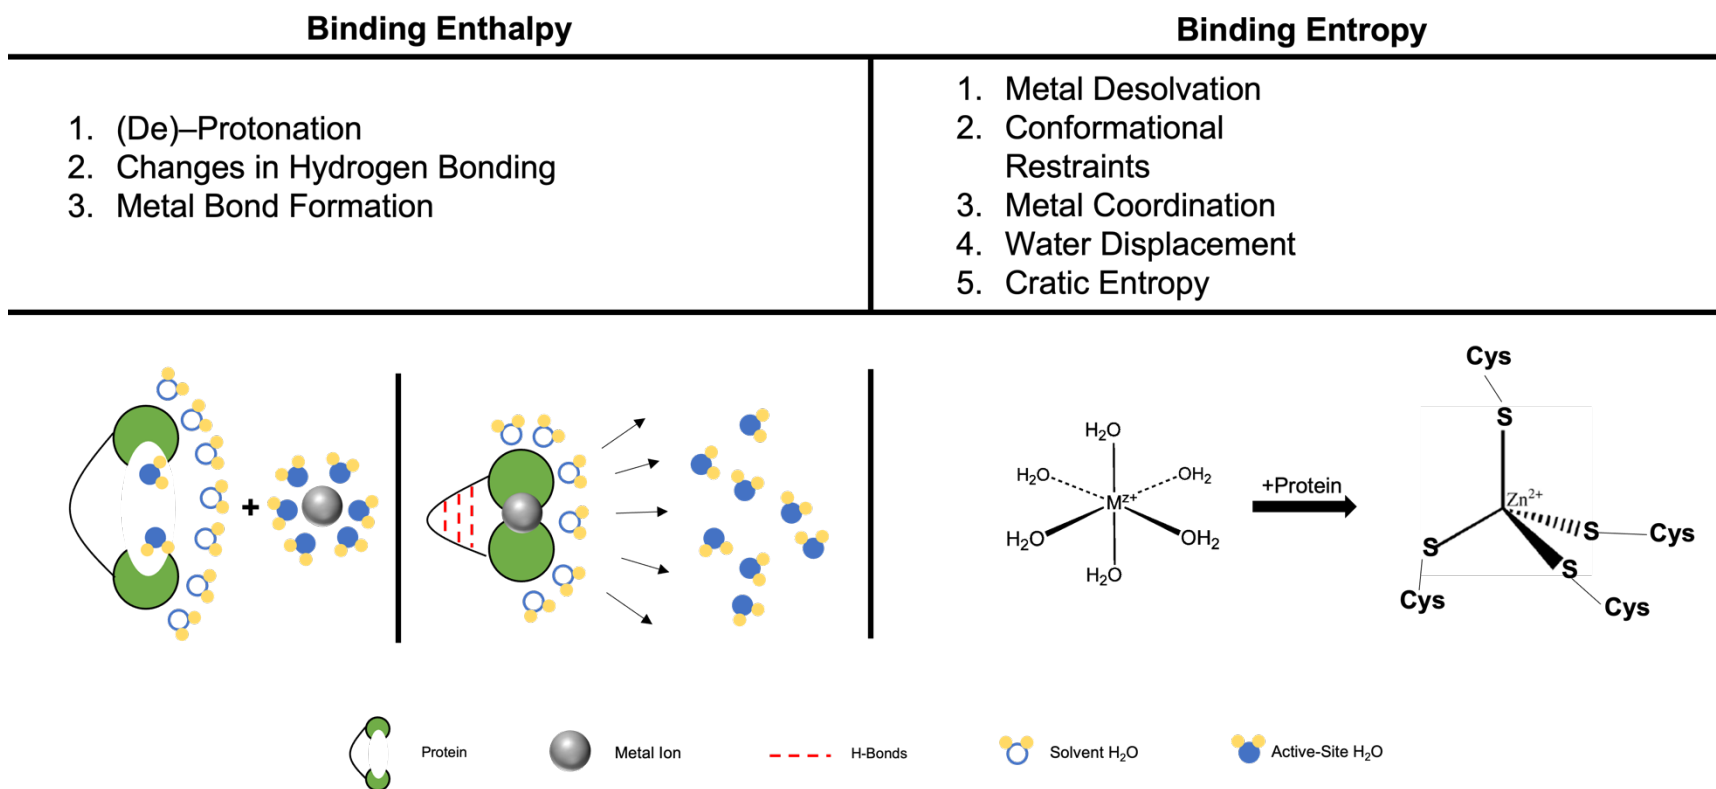 Binding Enthalpy
Binding Entropy
1. (De)–Protonation
2. Changes in Hydrogen Bonding
3. Metal Bond Formation
1. Metal Desolvation
2. Conformational
Restraints
3. Metal Coordination
4. Water Displacement
5. Cratic Entropy
+
H₂O
H₂O
OH₂
Mᶻ⁺
H₂O
OH₂
H₂O
+Protein
Cys
S
Zn²⁺
S
Cys
S
S
Cys
Cys
Protein
Metal Ion
H-Bonds
Solvent H₂O
Active-Site H₂O